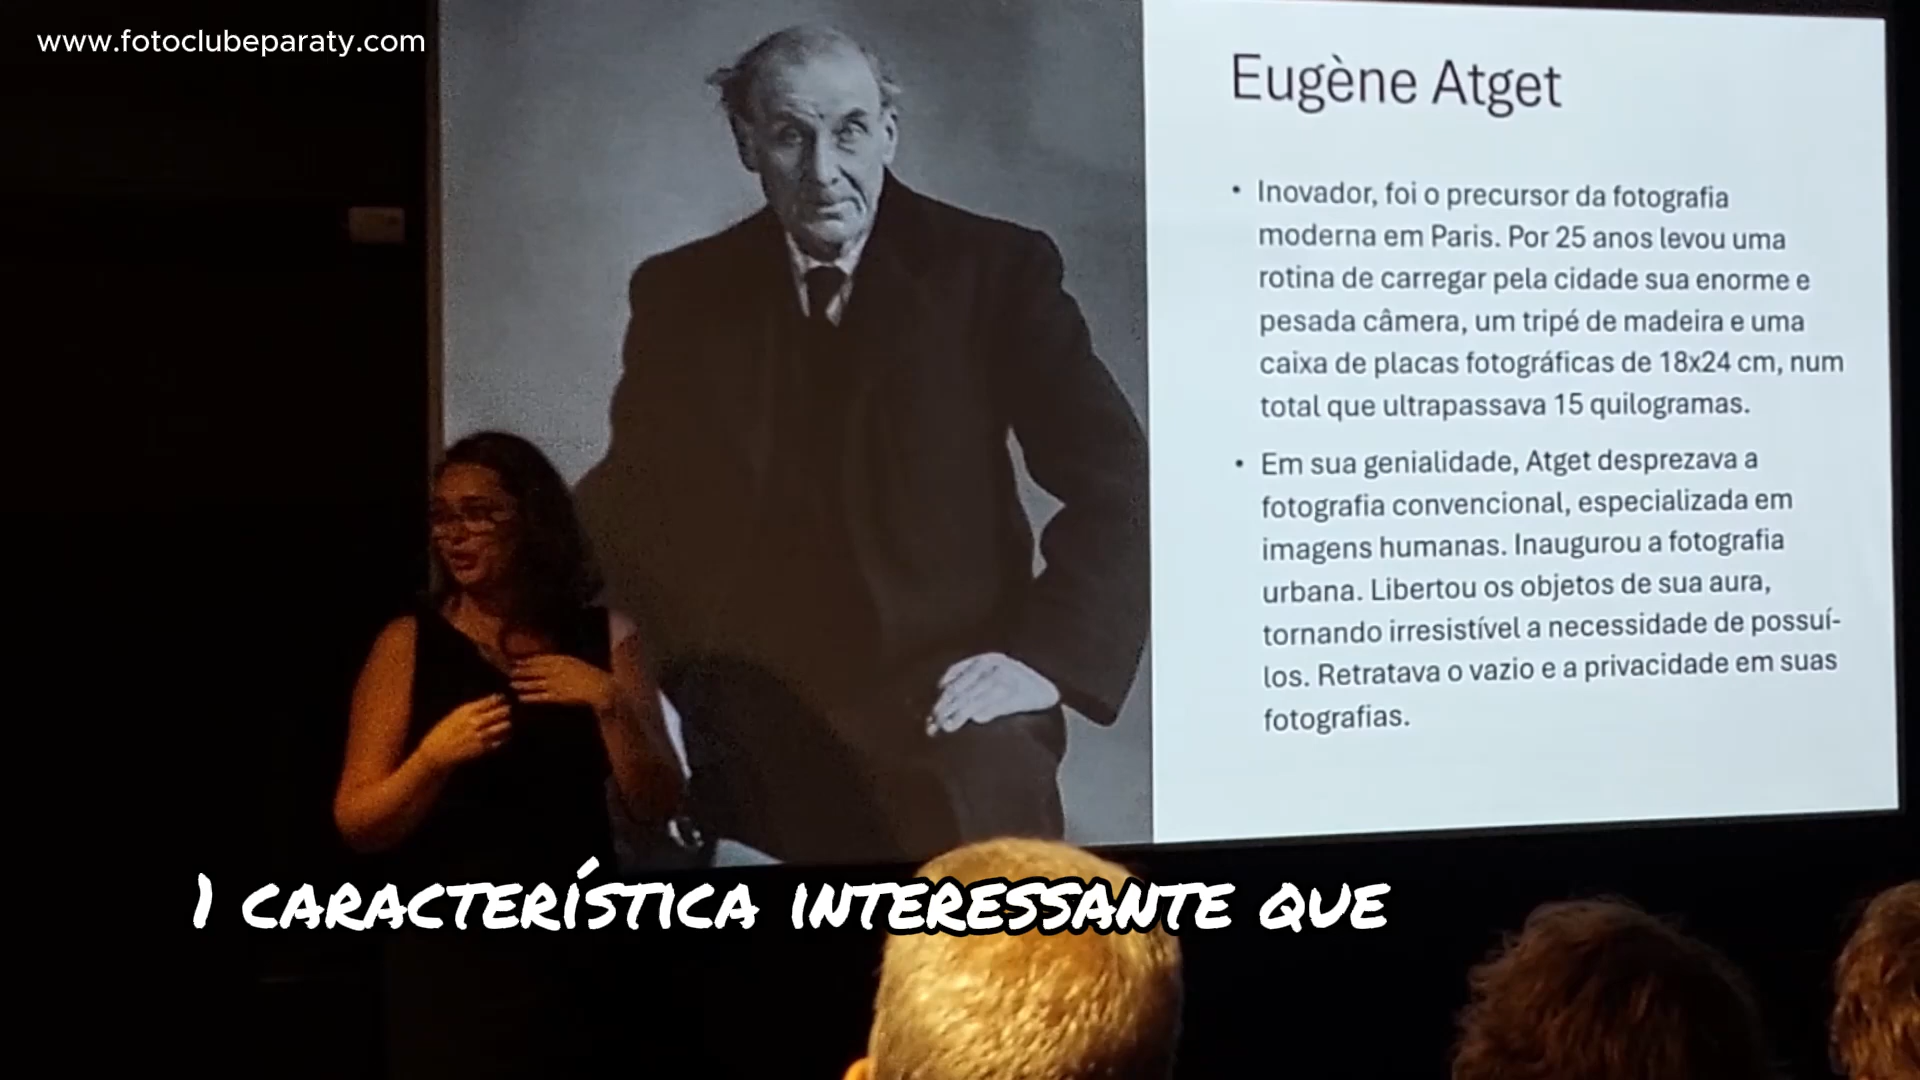 www.fotoclubeparaty.com
Eugène Atget
• Inovador, foi o precursor da fotografia
moderna em Paris. Por 25 anos levou uma
rotina de carregar pela cidade sua enorme e
pesada câmera, um tripé de madeira e uma
caixa de placas fotográficas de 18x24 cm, num
total que ultrapassava 15 quilogramas.
• Em sua genialidade, Atget desprezava a
fotografia convencional, especializada em
imagens humanas. Inaugurou a fotografia
urbana. Libertou os objetos de sua aura,
tornando irresistível a necessidade de possuí-
los. Retratava o vazio e a privacidade em suas
fotografias.
1 CARACTERÍSTICA INTERESSANTE QUE